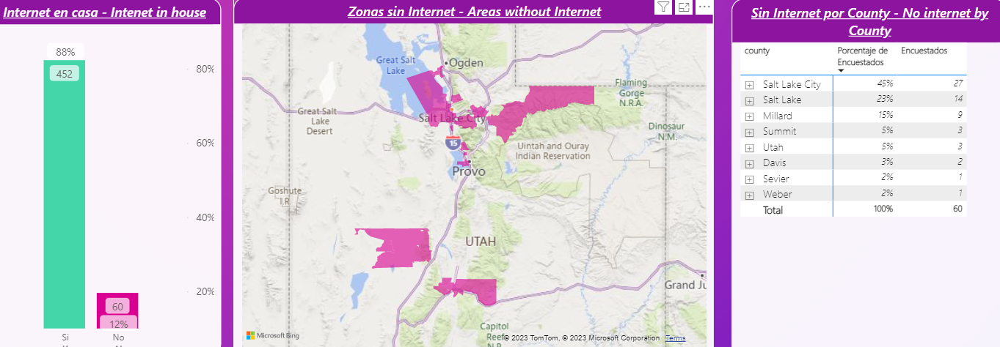 Internet en casa - Intenet in house
88%
452
80%
60%
40%
20%
60
12%
Si
No
Zonas sin Internet - Areas without Internet
Great Salt
Lake
Ogden
Flaming
Gorge
N.R.A.
Great Salt
Lake
Desert
Salt Lake City
Dinosaur
N.M.
15
Uintah and Ouray
Indian Reservation
Provo
Goshute
I.R.
UTAH
Grand Ju
Capitol
Reef
N.P.
Microsoft Bing
© 2023 TomTom, © 2023 Microsoft Corporation Terms
Sin Internet por County - No internet by
County
county Porcentaje de Encuestados
Encuestados
Salt Lake City 45% 27
Salt Lake 23% 14
Millard 15% 9
Summit 5% 3
Utah 5% 3
Davis 3% 2
Sevier 2% 1
Weber 2% 1
Total 100% 60